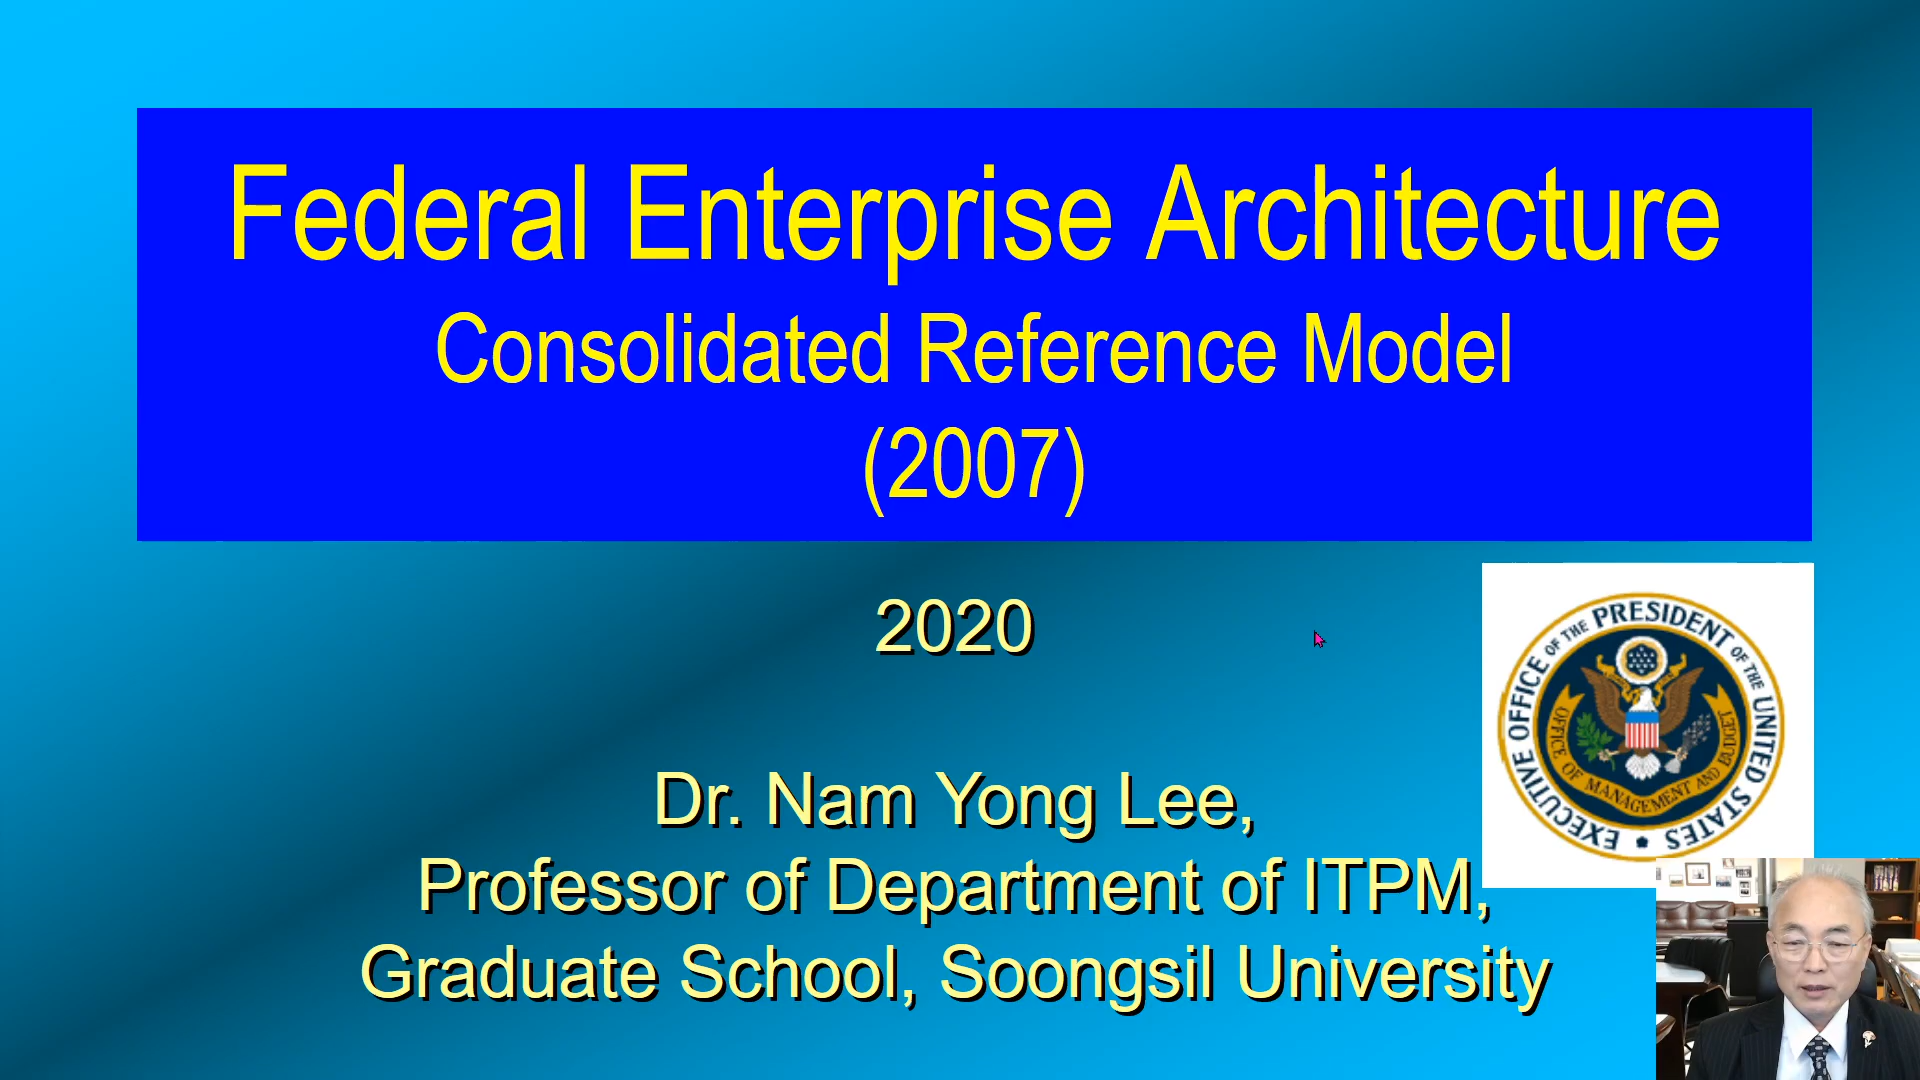 Federal Enterprise Architecture
Consolidated Reference Model
(2007)
2020
EXECUTIVE OFFICE OF THE PRESIDENT OF THE UNITED STATES
OFFICE OF MANAGEMENT AND BUDGET
Dr. Nam Yong Lee,
Professor of Department of ITPM,
Graduate School, Soongsil University